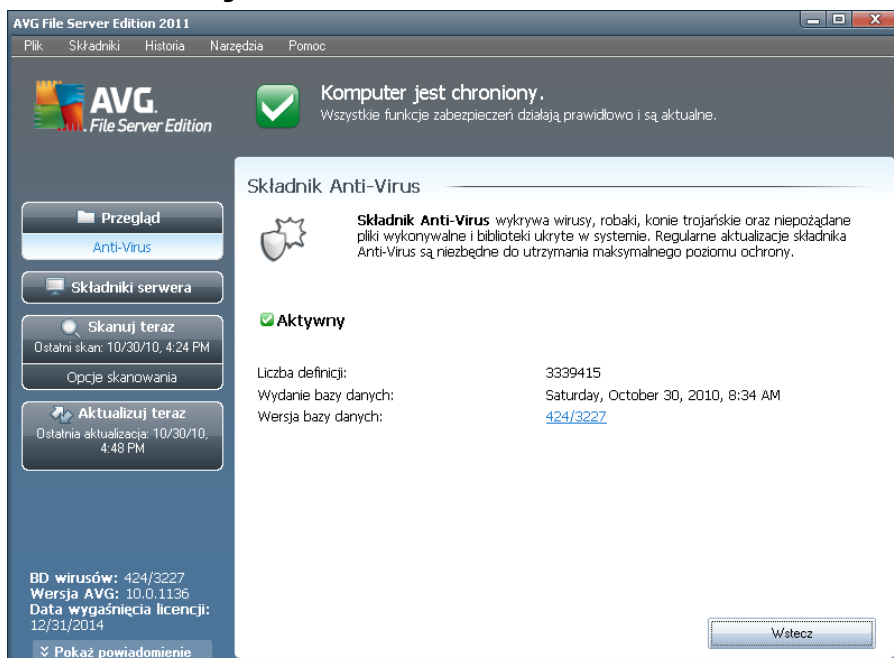 AVG File Server Edition 2011
Plik Składniki Historia Narzędzia Pomoc
AVG.
File Server Edition
Komputer jest chroniony.
Wszystkie funkcje zabezpieczeń działają prawidłowo i są aktualne.
Przegląd
Anti-Virus
Składniki serwera
Skanuj teraz
Ostatni skan: 10/30/10, 4:24 PM
Opcje skanowania
Aktualizuj teraz
Ostatnia aktualizacja: 10/30/10,
4:48 PM
BD wirusów: 424/3227
Wersja AVG: 10.0.1136
Data wygaśnięcia licencji:
12/31/2014
Pokaż powiadomienie
Składnik Anti-Virus
Składnik Anti-Virus wykrywa wirusy, robaki, konie trojańskie oraz niepożądane
pliki wykonywalne i biblioteki ukryte w systemie. Regularne aktualizacje składnika
Anti-Virus są niezbędne do utrzymania maksymalnego poziomu ochrony.
Aktywny
Liczba definicji: 3339415
Wydanie bazy danych: Saturday, October 30, 2010, 8:34 AM
Wersja bazy danych: 424/3227
Wstecz